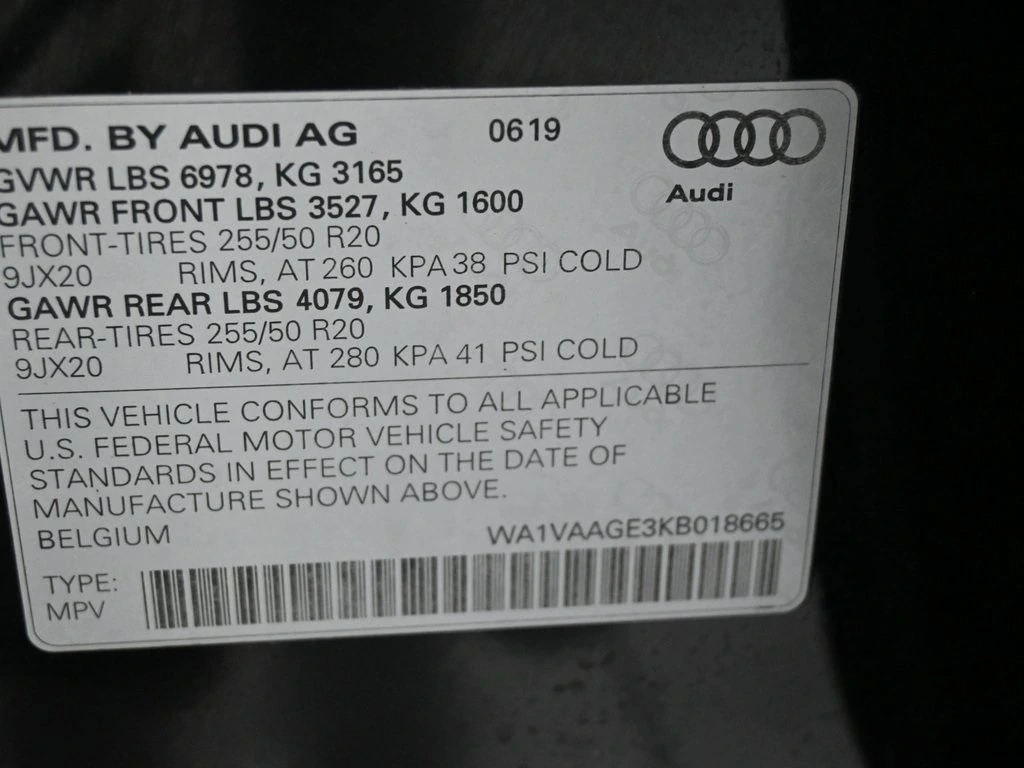 MFD. BY AUDI AG 0619
Audi
GVWR LBS 6978, KG 3165
GAWR FRONT LBS 3527, KG 1600
FRONT-TIRES 255/50 R20
9JX20 RIMS, AT 260 KPA 38 PSI COLD
GAWR REAR LBS 4079, KG 1850
REAR-TIRES 255/50 R20
9JX20 RIMS, AT 280 KPA 41 PSI COLD
THIS VEHICLE CONFORMS TO ALL APPLICABLE
U.S. FEDERAL MOTOR VEHICLE SAFETY
STANDARDS IN EFFECT ON THE DATE OF
MANUFACTURE SHOWN ABOVE.
BELGIUM WA1VAAGE3KB018665
TYPE:
MPV